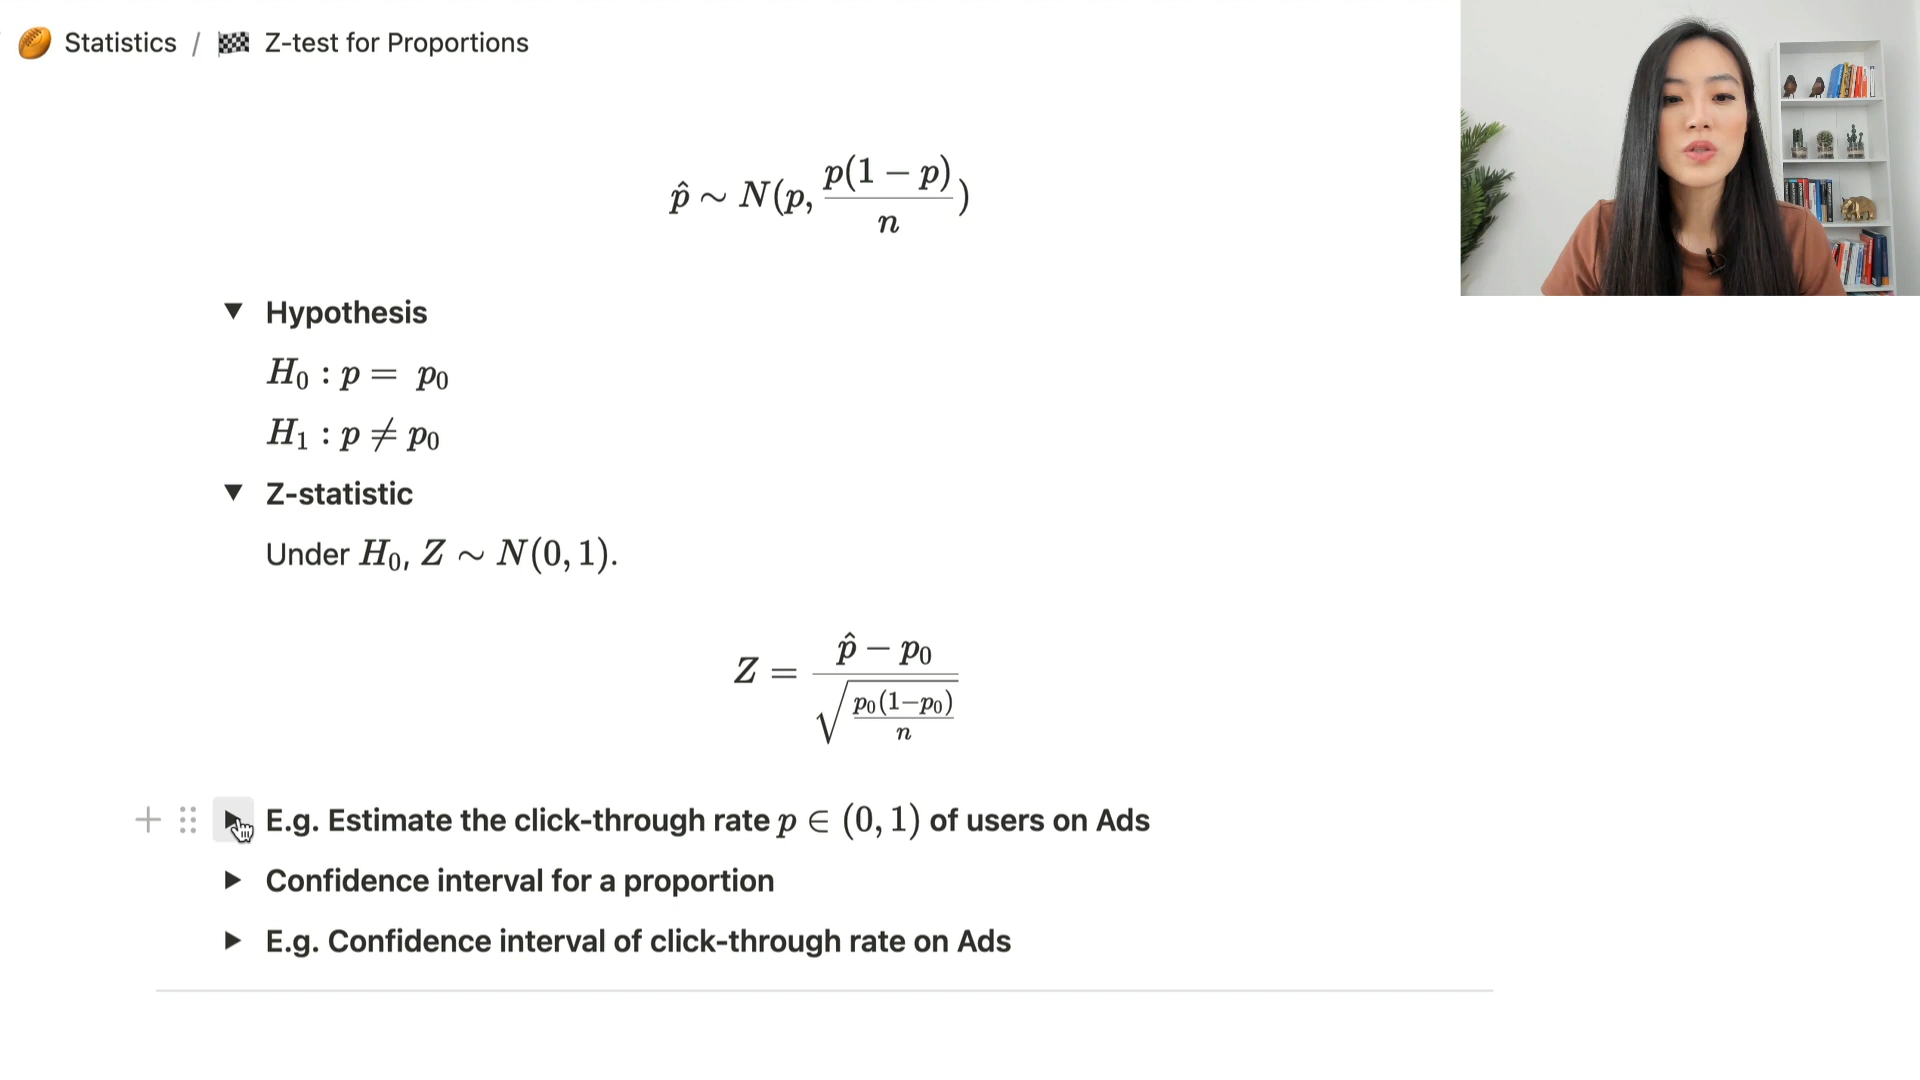 Statistics / Z-test for Proportions
p̂ ∼ N(p, p(1 − p)/n)
Hypothesis
H₀ : p = p₀
H₁ : p ≠ p₀
Z-statistic
Under H₀, Z ∼ N(0, 1).
Z = (p̂ − p₀)/√(p₀(1−p₀)/n)
E.g. Estimate the click-through rate p ∈ (0, 1) of users on Ads
Confidence interval for a proportion
E.g. Confidence interval of click-through rate on Ads